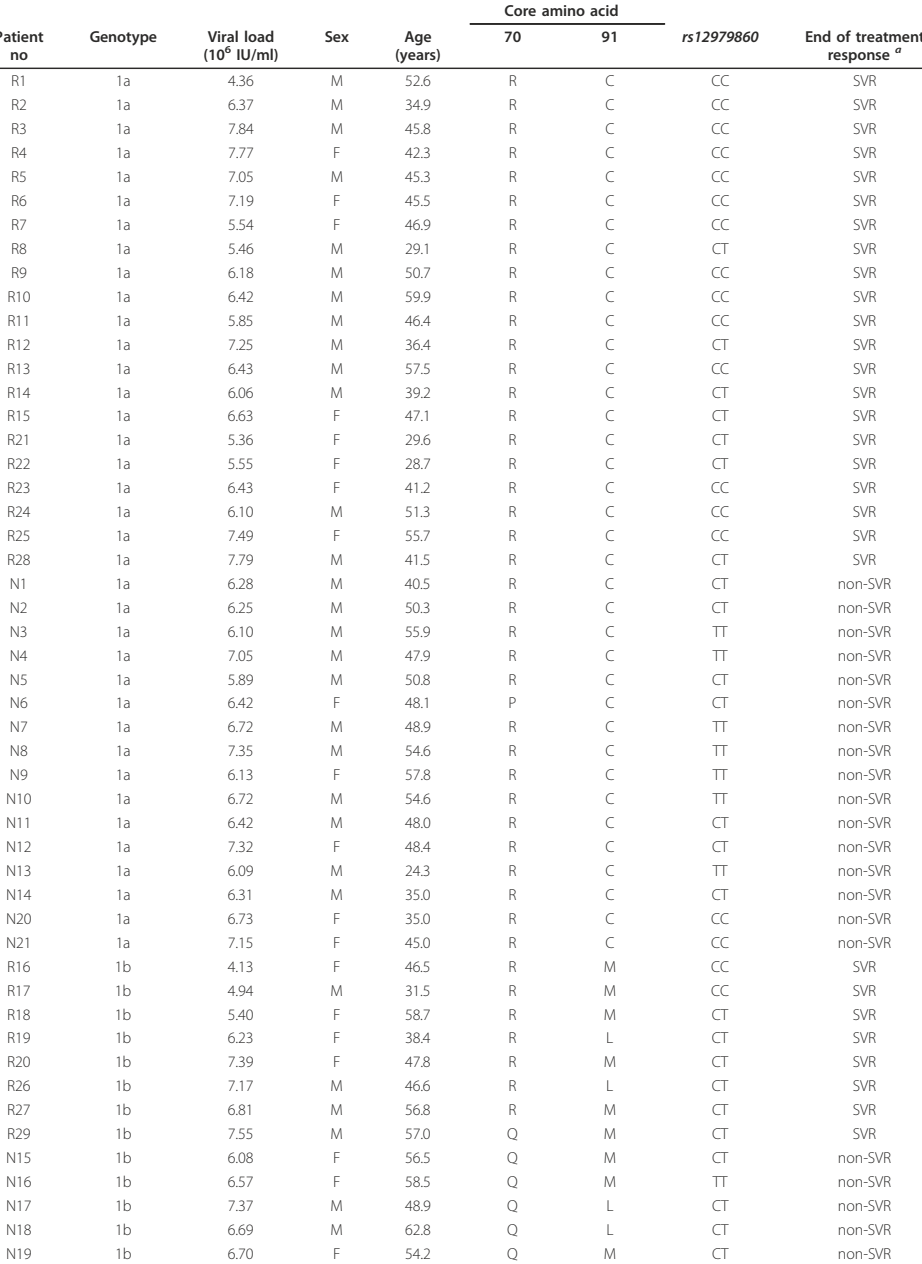 Core amino acid
Patient no Genotype Viral load (10⁶ IU/ml) Sex Age (years) 70 91 rs12979860 End of treatment response ᵃ
R1 1a 4.36 M 52.6 R C CC SVR
R2 1a 6.37 M 34.9 R C CC SVR
R3 1a 7.84 M 45.8 R C CC SVR
R4 1a 7.77 F 42.3 R C CC SVR
R5 1a 7.05 M 45.3 R C CC SVR
R6 1a 7.19 F 45.5 R C CC SVR
R7 1a 5.54 F 46.9 R C CC SVR
R8 1a 5.46 M 29.1 R C CT SVR
R9 1a 6.18 M 50.7 R C CC SVR
R10 1a 6.42 M 59.9 R C CC SVR
R11 1a 5.85 M 46.4 R C CC SVR
R12 1a 7.25 M 36.4 R C CT SVR
R13 1a 6.43 M 57.5 R C CC SVR
R14 1a 6.06 M 39.2 R C CT SVR
R15 1a 6.63 F 47.1 R C CT SVR
R21 1a 5.36 F 29.6 R C CT SVR
R22 1a 5.55 F 28.7 R C CT SVR
R23 1a 6.43 F 41.2 R C CC SVR
R24 1a 6.10 M 51.3 R C CC SVR
R25 1a 7.49 F 55.7 R C CC SVR
R28 1a 7.79 M 41.5 R C CT SVR
N1 1a 6.28 M 40.5 R C CT non-SVR
N2 1a 6.25 M 50.3 R C CT non-SVR
N3 1a 6.10 M 55.9 R C TT non-SVR
N4 1a 7.05 M 47.9 R C TT non-SVR
N5 1a 5.89 M 50.8 R C CT non-SVR
N6 1a 6.42 F 48.1 P C CT non-SVR
N7 1a 6.72 M 48.9 R C TT non-SVR
N8 1a 7.35 M 54.6 R C TT non-SVR
N9 1a 6.13 F 57.8 R C TT non-SVR
N10 1a 6.72 M 54.6 R C TT non-SVR
N11 1a 6.42 M 48.0 R C CT non-SVR
N12 1a 7.32 F 48.4 R C CT non-SVR
N13 1a 6.09 M 24.3 R C TT non-SVR
N14 1a 6.31 M 35.0 R C CT non-SVR
N20 1a 6.73 F 35.0 R C CC non-SVR
N21 1a 7.15 F 45.0 R C CC non-SVR
R16 1b 4.13 F 46.5 R M CC SVR
R17 1b 4.94 M 31.5 R M CC SVR
R18 1b 5.40 F 58.7 R M CT SVR
R19 1b 6.23 F 38.4 R L CT SVR
R20 1b 7.39 F 47.8 R M CT SVR
R26 1b 7.17 M 46.6 R L CT SVR
R27 1b 6.81 M 56.8 R M CT SVR
R29 1b 7.55 M 57.0 Q M CT SVR
N15 1b 6.08 F 56.5 Q M CT non-SVR
N16 1b 6.57 F 58.5 Q M TT non-SVR
N17 1b 7.37 M 48.9 Q L CT non-SVR
N18 1b 6.69 M 62.8 Q L CT non-SVR
N19 1b 6.70 F 54.2 Q M CT non-SVR